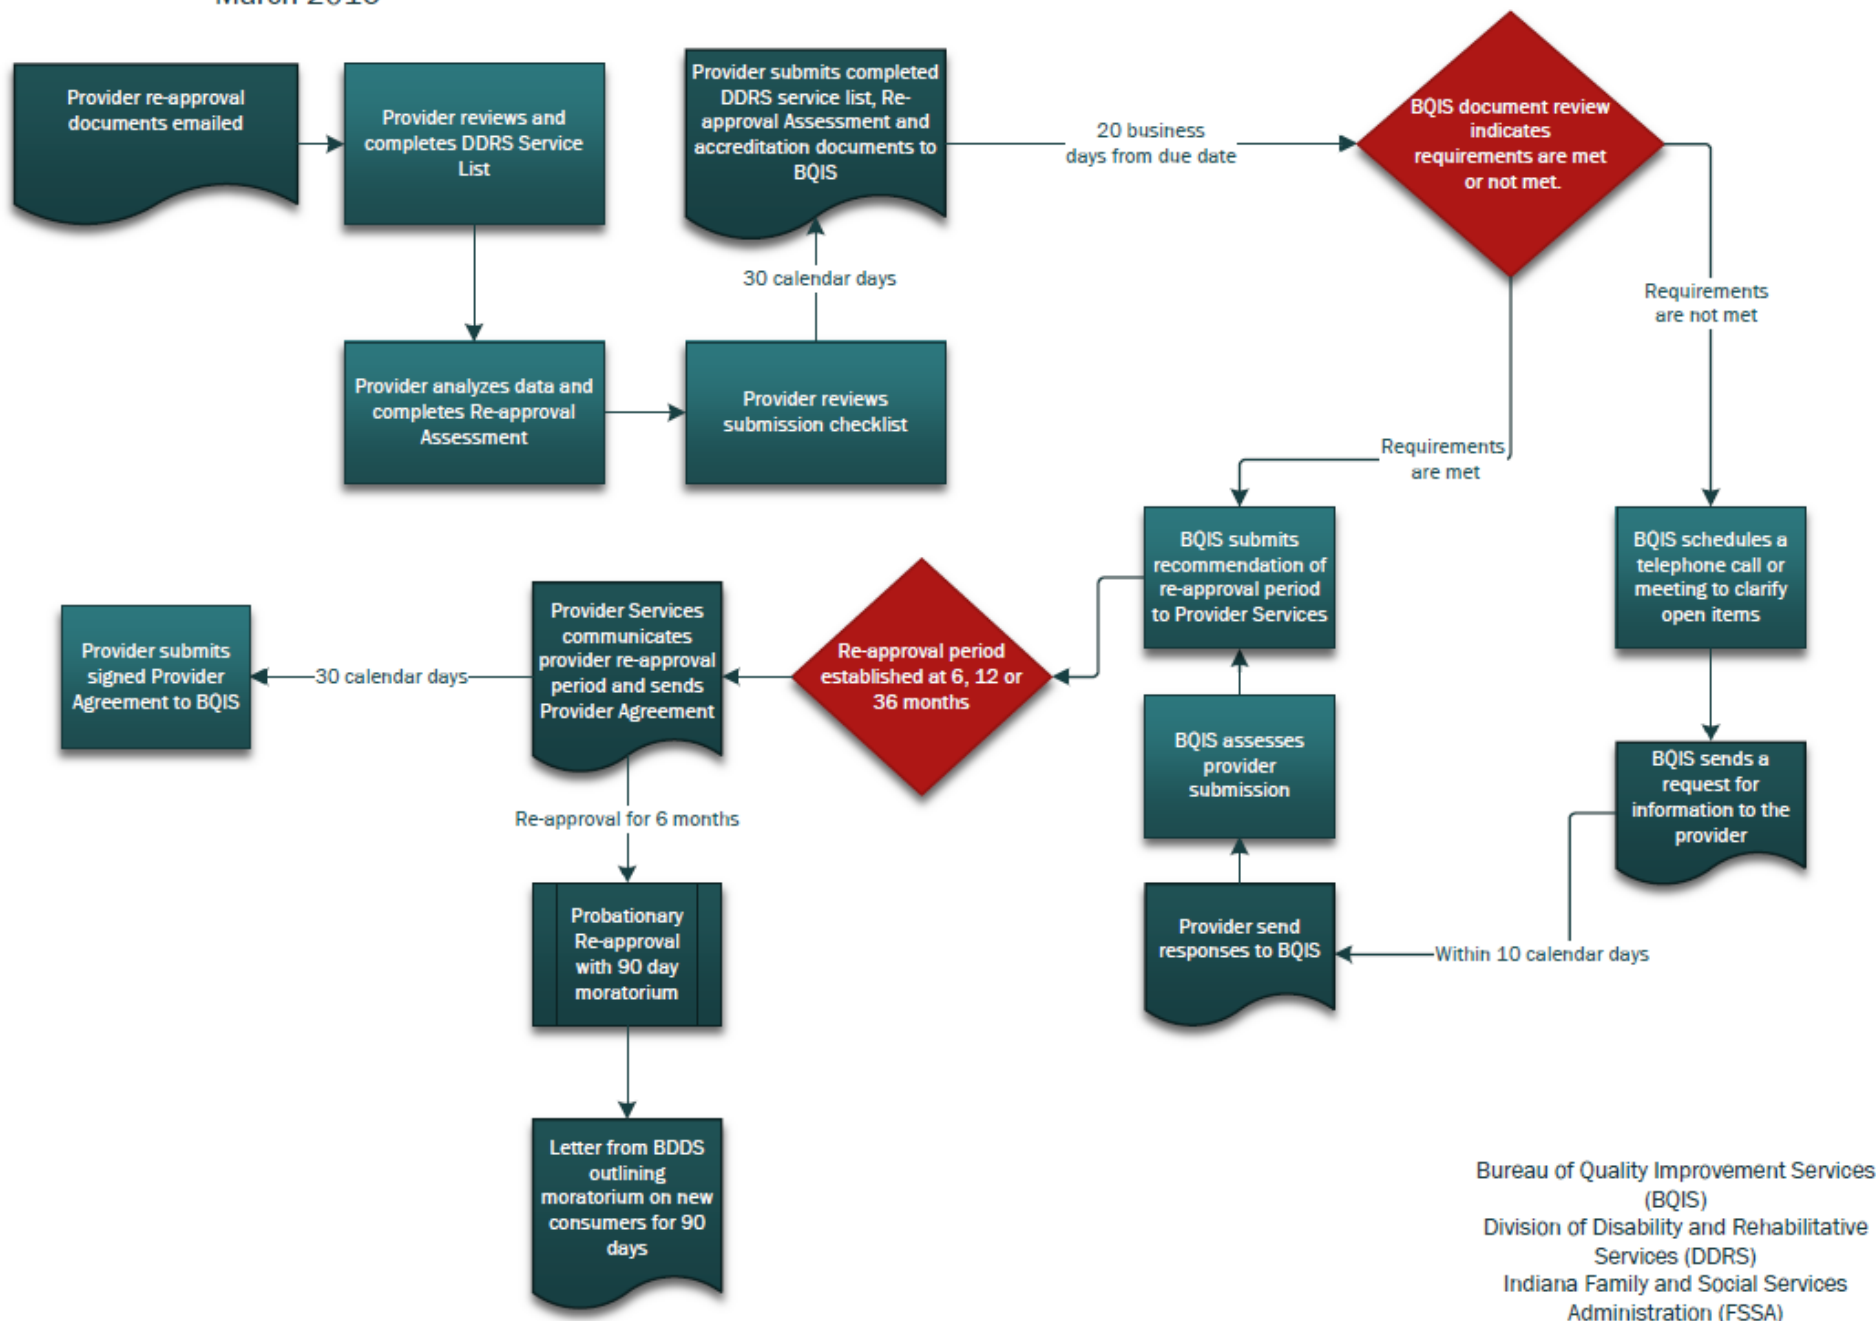 Provider re-approval
documents emailed
Provider reviews and
completes DDRS Service
List
Provider submits completed
DDRS service list, Re-
approval Assessment and
accreditation documents to
BQIS
20 business
days from due date
BQIS document review
indicates
requirements are met
or not met.
30 calendar days
Requirements
are not met
Provider analyzes data and
completes Re-approval
Assessment
Provider reviews
submission checklist
Requirements
are met
BQIS submits
recommendation of
re-approval period
to Provider Services
BQIS schedules a
telephone call or
meeting to clarify
open items
Provider submits
signed Provider
Agreement to BQIS
30 calendar days
Provider Services
communicates
provider re-approval
period and sends
Provider Agreement
Re-approval period
established at 6, 12 or
36 months
BQIS assesses
provider
submission
BQIS sends a
request for
information to the
provider
Re-approval for 6 months
Probationary
Re-approval
with 90 day
moratorium
Provider send
responses to BQIS
Within 10 calendar days
Letter from BDDS
outlining
moratorium on new
consumers for 90
days
Bureau of Quality Improvement Services
(BQIS)
Division of Disability and Rehabilitative
Services (DDRS)
Indiana Family and Social Services
Administration (FSSA)